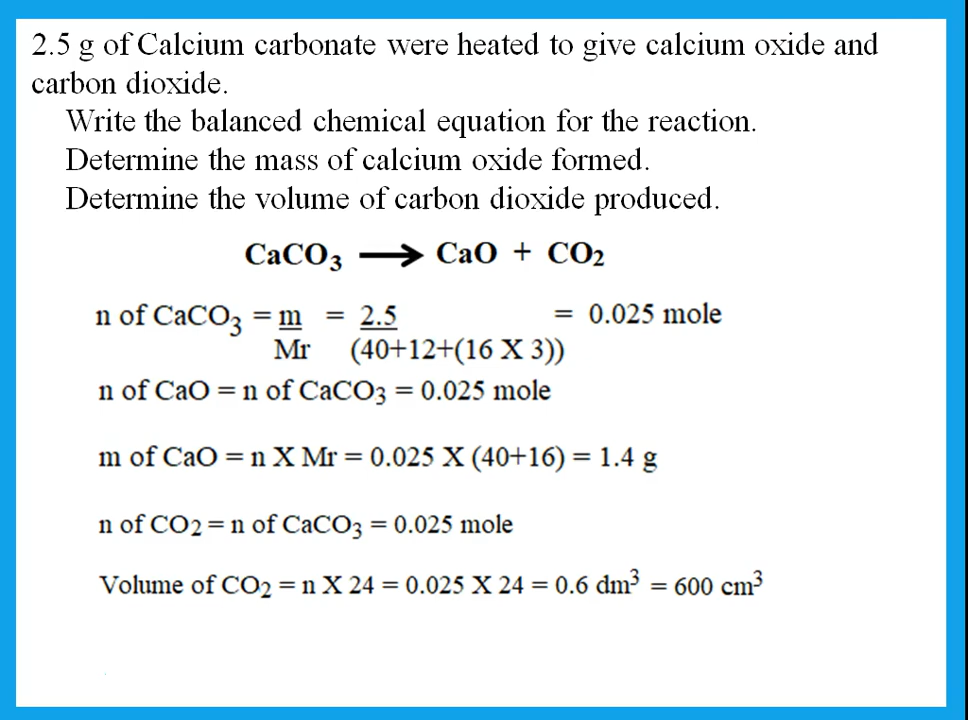 2.5 g of Calcium carbonate were heated to give calcium oxide and
carbon dioxide.
Write the balanced chemical equation for the reaction.
Determine the mass of calcium oxide formed.
Determine the volume of carbon dioxide produced.
CaCO₃ → CaO + CO₂
n of CaCO₃ = m = 2.5 = 0.025 mole
Mr (40+12+(16 X 3))
n of CaO = n of CaCO₃ = 0.025 mole
m of CaO = n X Mr = 0.025 X (40+16) = 1.4 g
n of CO₂ = n of CaCO₃ = 0.025 mole
Volume of CO₂ = n X 24 = 0.025 X 24 = 0.6 dm³ = 600 cm³